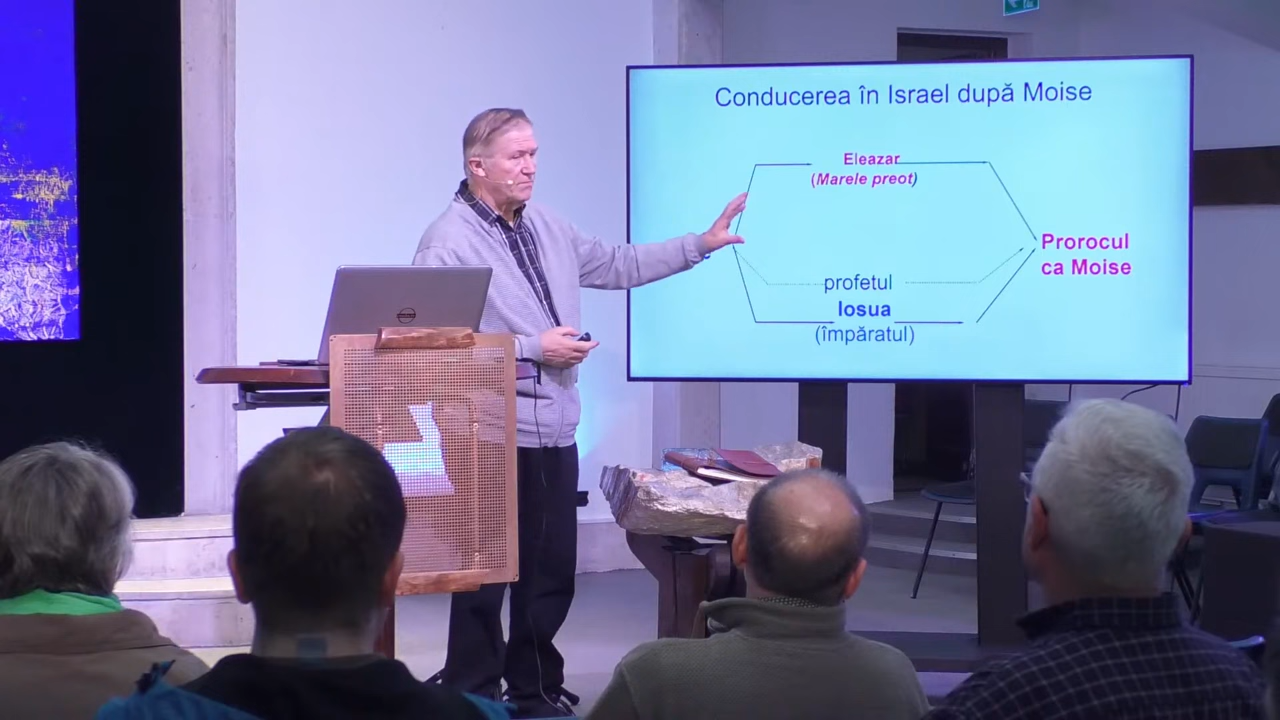 Conducerea în Israel după Moise
Eleazar
(Marele preot)
Prorocul
ca Moise
profetul
Iosua
(împăratul)